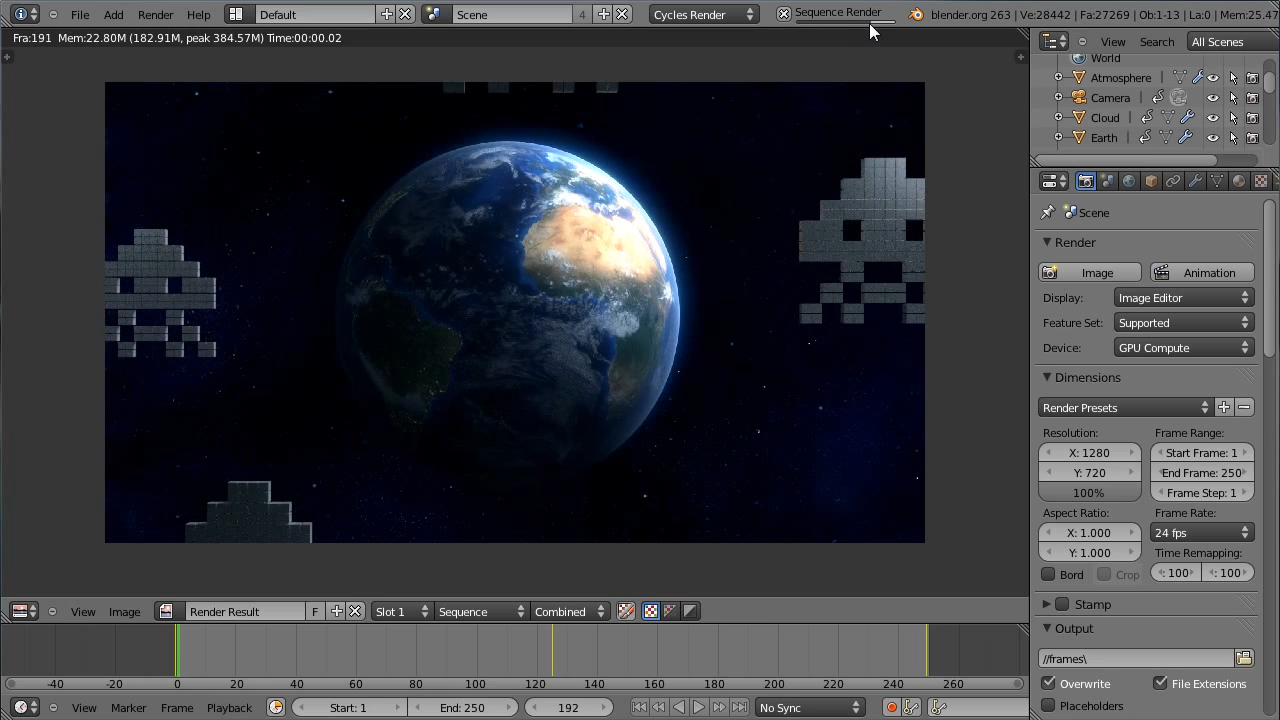 File Add Render Help Default Scene 4 Cycles Render Sequence Render blender.org 263 | Ve:28442 | Fa:27269 | Ob:1-13 | La:0 | Mem:25.47
Fra:191 Mem:22.80M (182.91M, peak 384.57M) Time:00:00.02
View Search All Scenes
World
Atmosphere
Camera
Cloud
Earth
Scene
Render
Image Animation
Display: Image Editor
Feature Set: Supported
Device: GPU Compute
Dimensions
Render Presets
Resolution: Frame Range:
X: 1280 Start Frame: 1
Y: 720 End Frame: 250
100% Frame Step: 1
Aspect Ratio: Frame Rate:
X: 1.000 24 fps
Y: 1.000 Time Remapping:
Bord Crop : 100 : 100
Stamp
Output
//frames\
Overwrite File Extensions
Placeholders
View Image Render Result F Slot 1 Sequence Combined
-40 -20 0 20 40 60 80 100 120 140 160 180 200 220 240 260
View Marker Frame Playback Start: 1 End: 250 192 No Sync